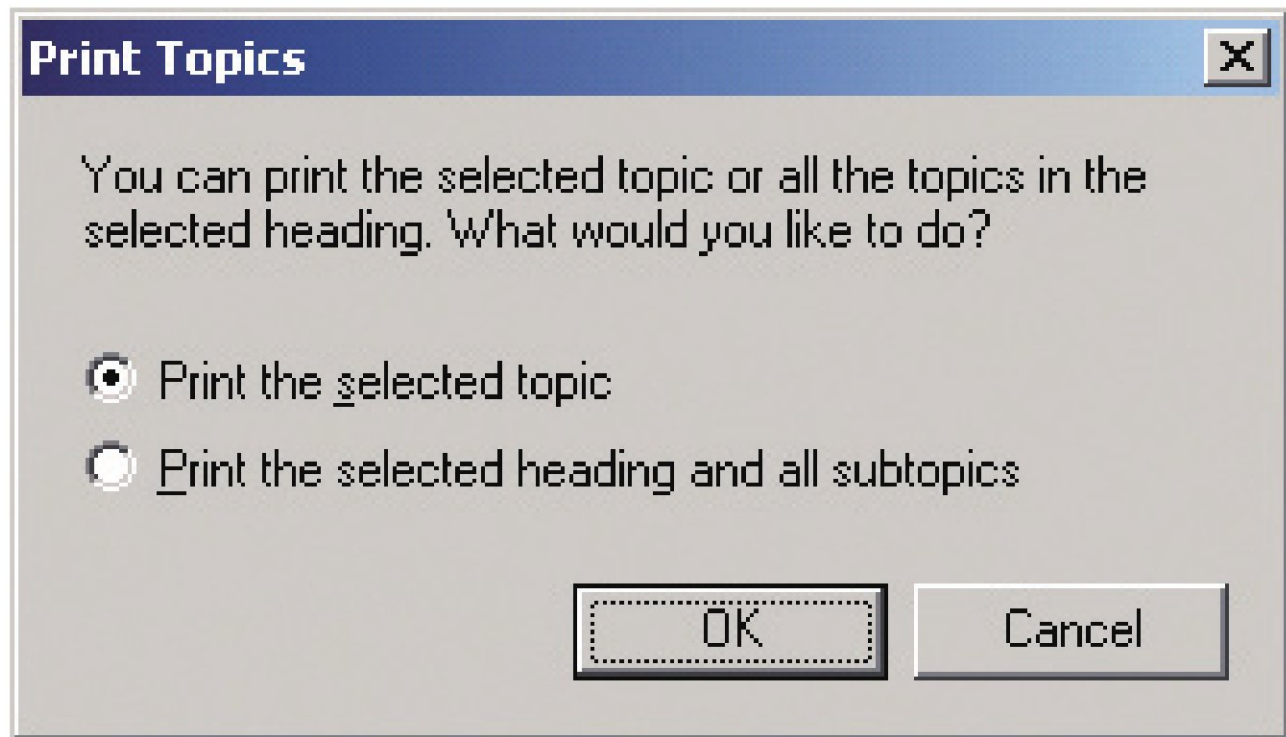 Print Topics
You can print the selected topic or all the topics in the
selected heading. What would you like to do?
Print the selected topic
Print the selected heading and all subtopics
OK
Cancel